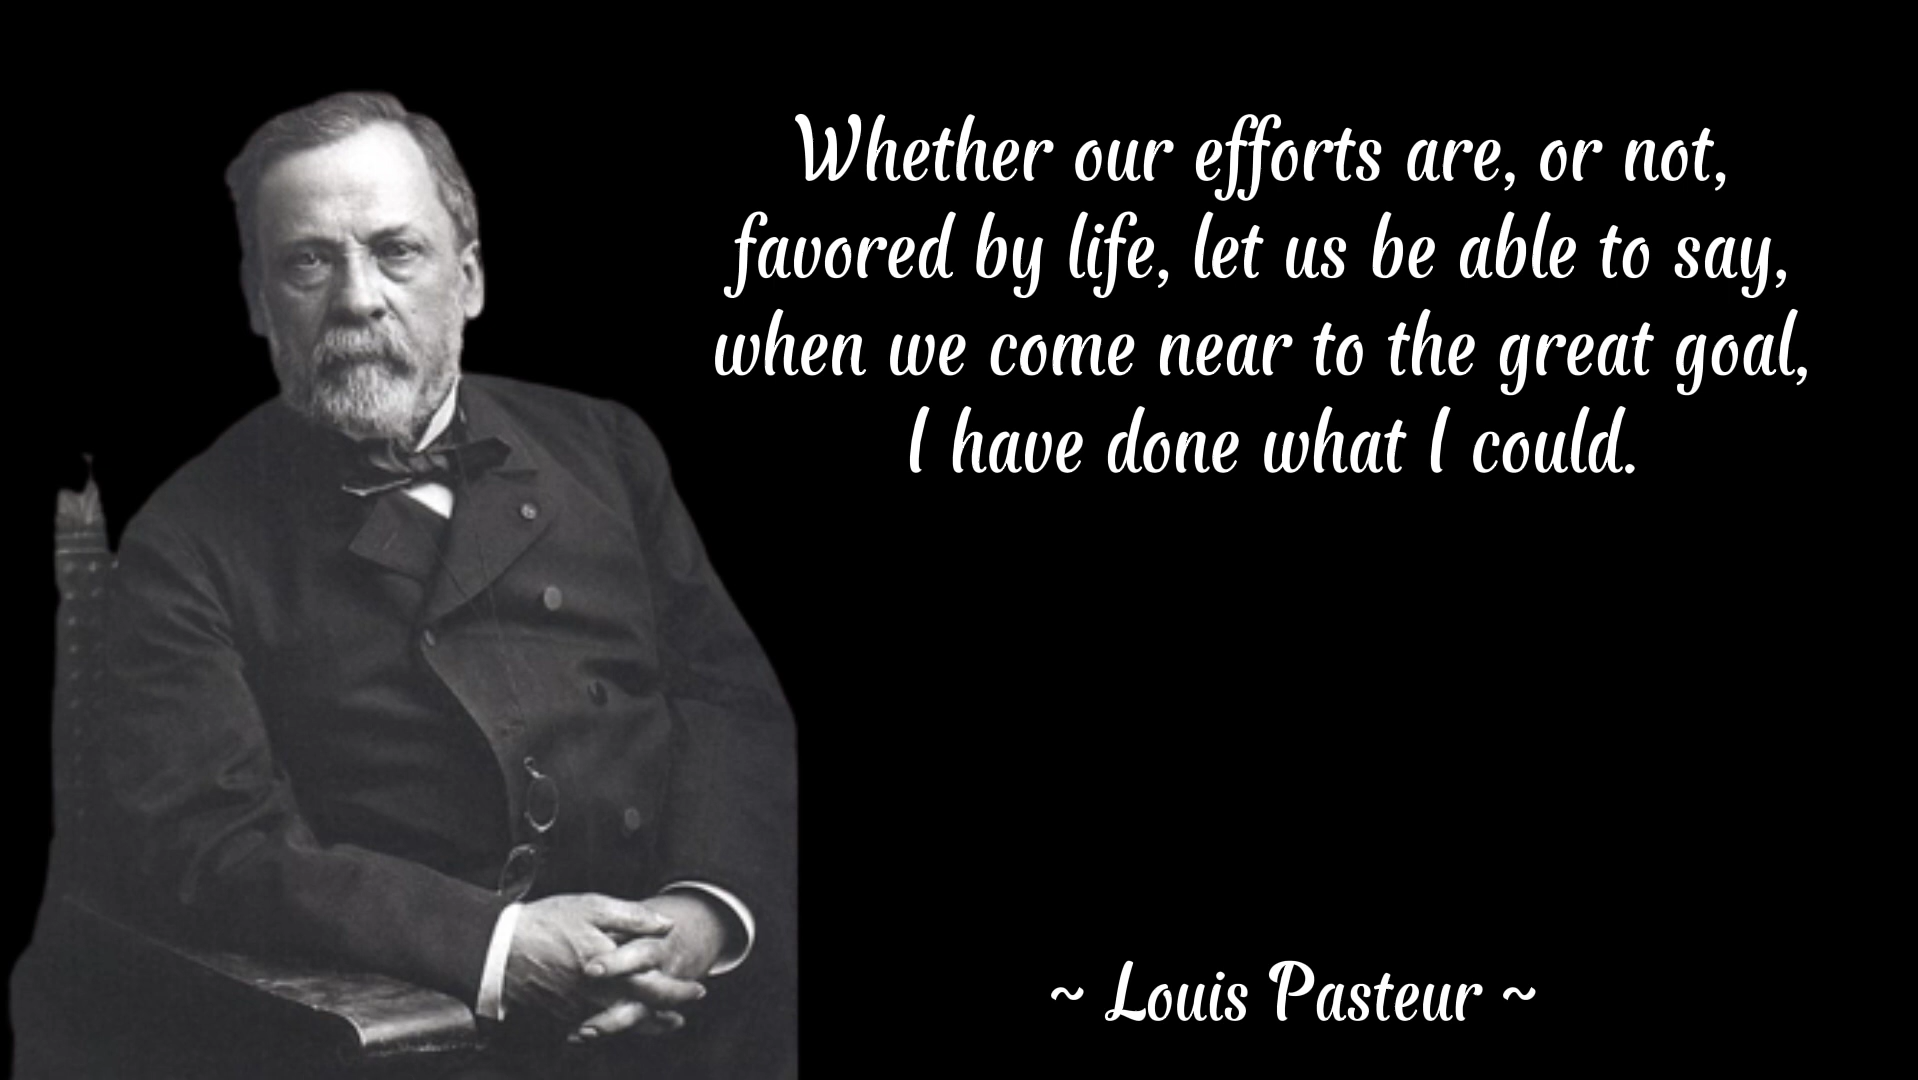 Whether our efforts are, or not,
favored by life, let us be able to say,
when we come near to the great goal,
I have done what I could.
~ Louis Pasteur ~